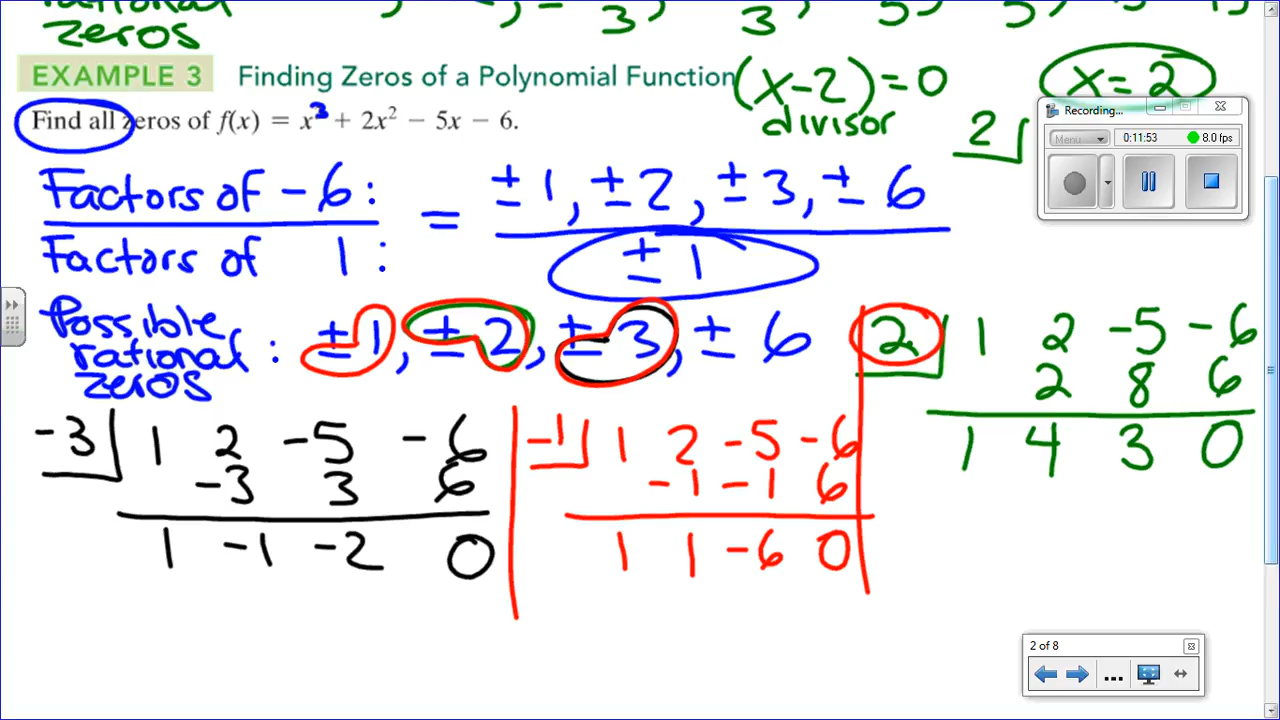 zeros
3, 3, 5, 5,
EXAMPLE 3 Finding Zeros of a Polynomial Function
(x-2)=0
x=2
divisor
2
Find all zeros of f(x) = x³ + 2x² − 5x − 6.
Recording...
0:11:53
Menu
8.0 fps
Factors of -6: = ±1, ±2, ±3, ±6
Factors of 1: ±1
Possible
rational : ±1, ±2, ±3, ±6
zeros
2 1 2 -5 -6
2 8 6
1 4 3 0
-3 1 2 -5 -6
-3 3 6
1 -1 -2 0
-1 1 2 -5 -6
-1 -1 6
1 1 -6 0
2 of 8
...